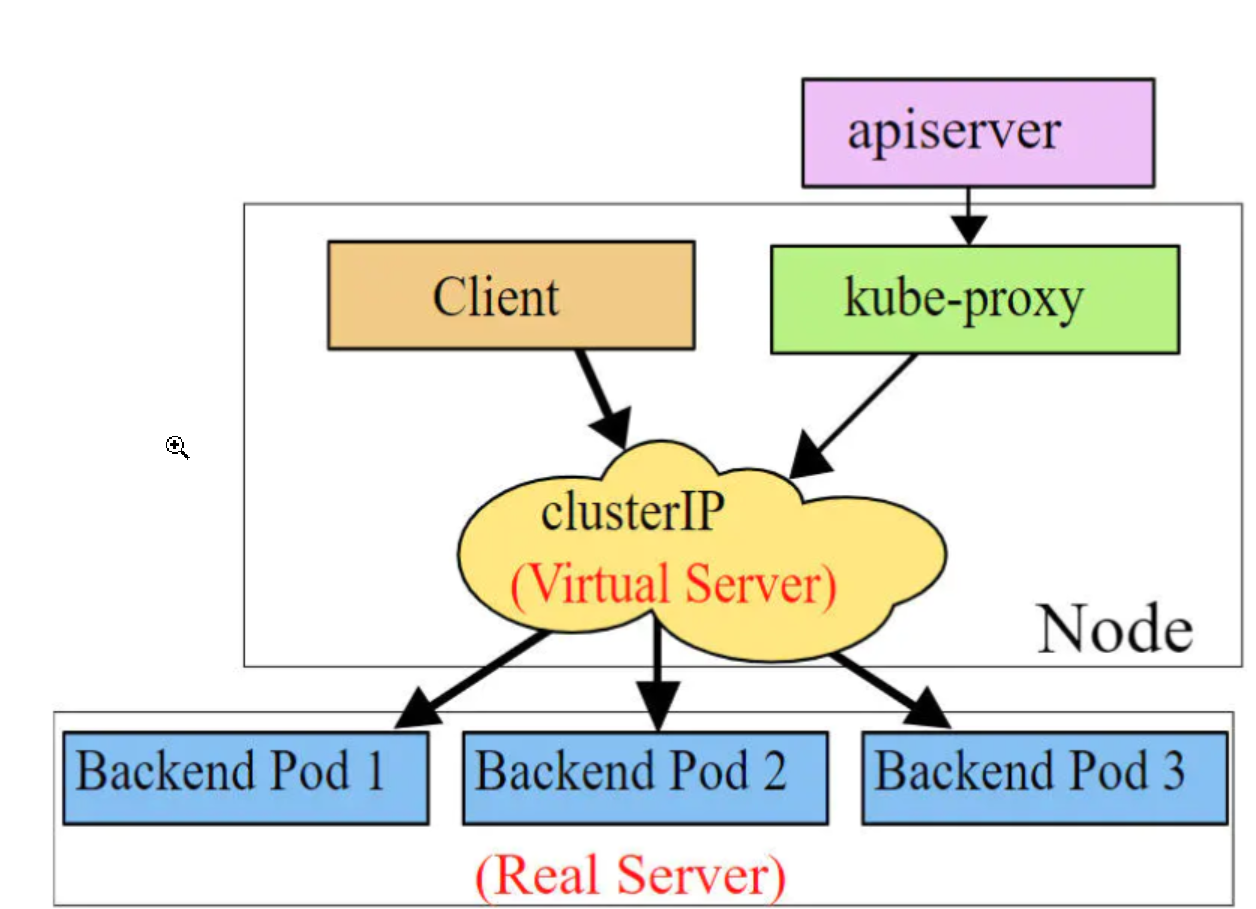 apiserver
Client
kube-proxy
clusterIP
(Virtual Server)
Node
Backend Pod 1
Backend Pod 2
Backend Pod 3
(Real Server)